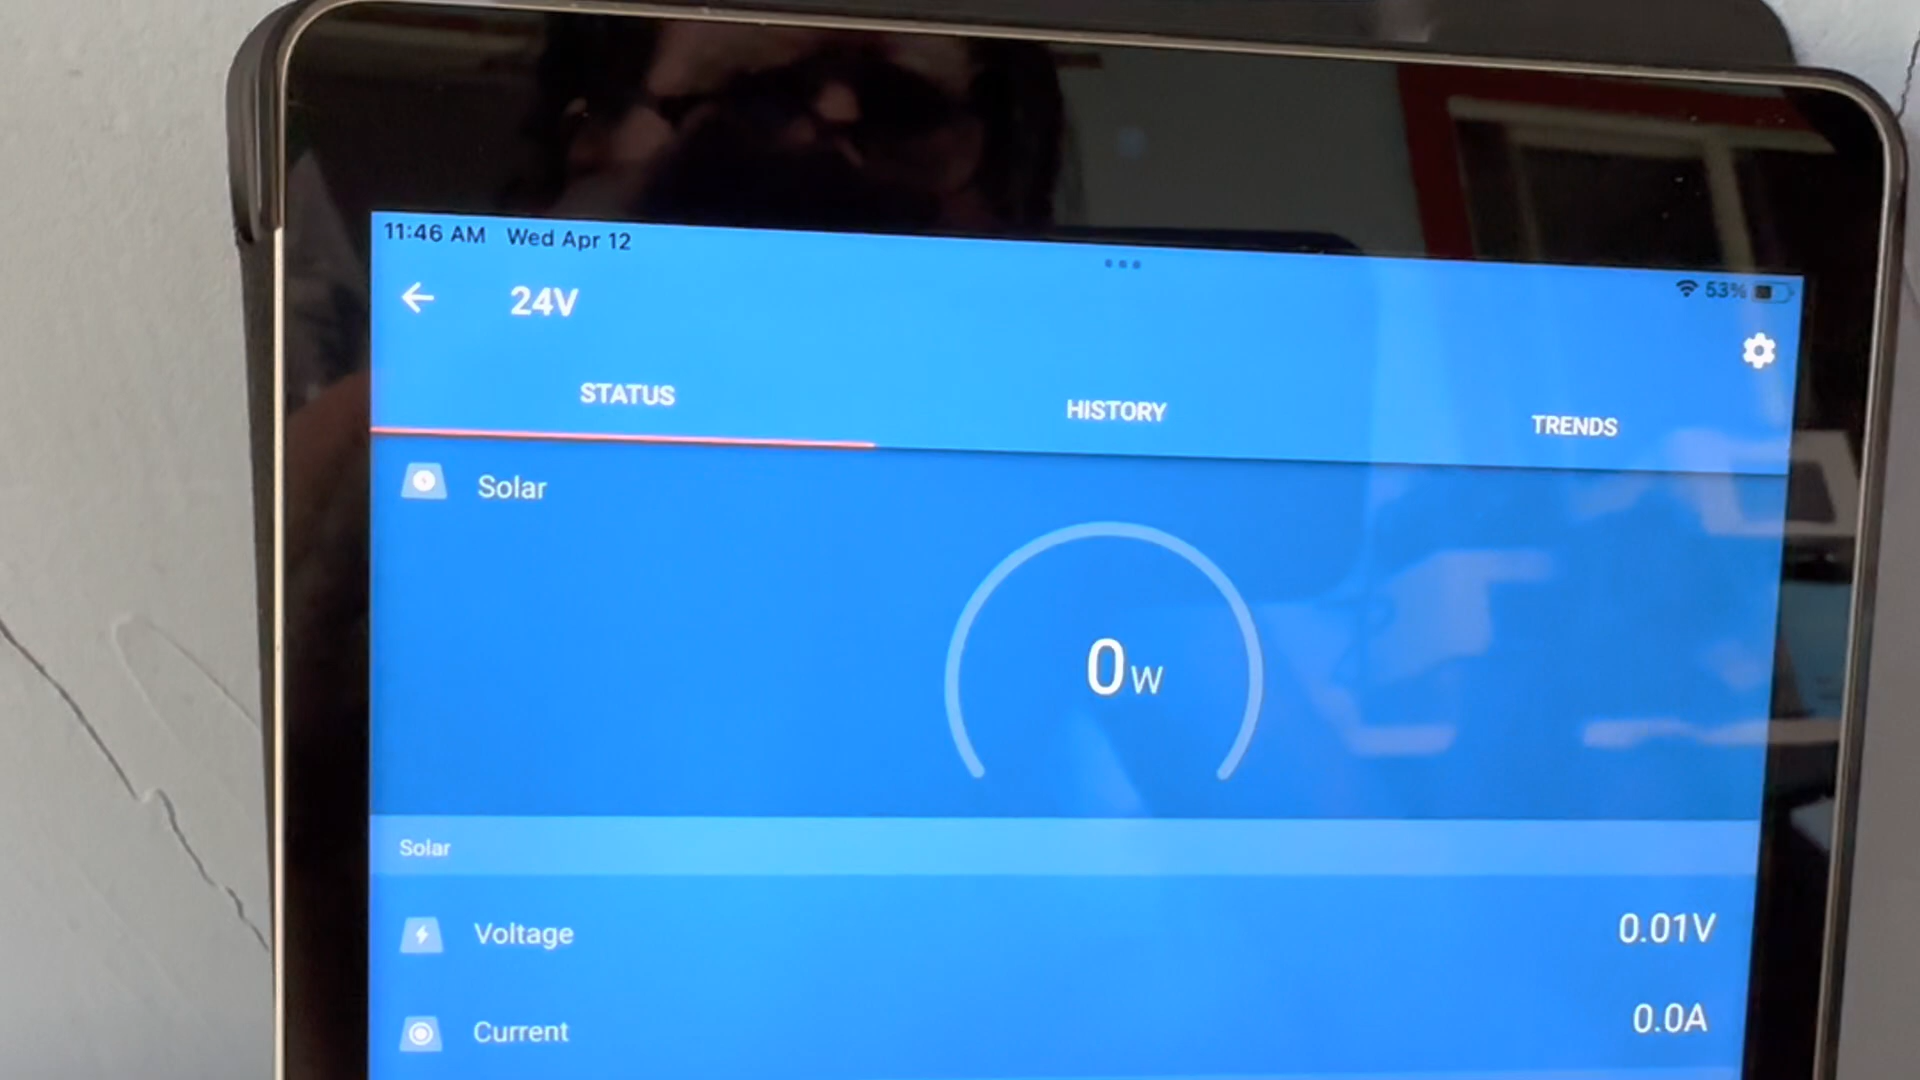 11:46 AM Wed Apr 12
53%
24V
STATUS
HISTORY
TRENDS
Solar
0W
Solar
Voltage
0.01V
Current
0.0A